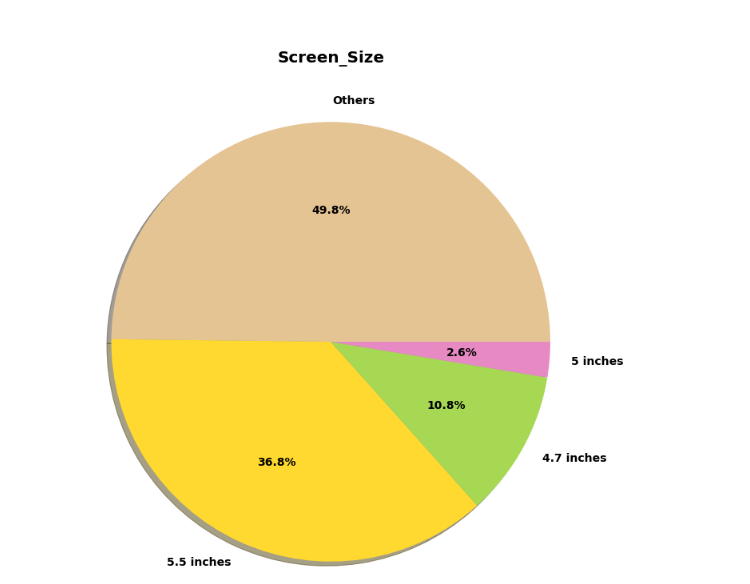 Screen_Size
Others
49.8%
2.6%
5 inches
10.8%
4.7 inches
36.8%
5.5 inches